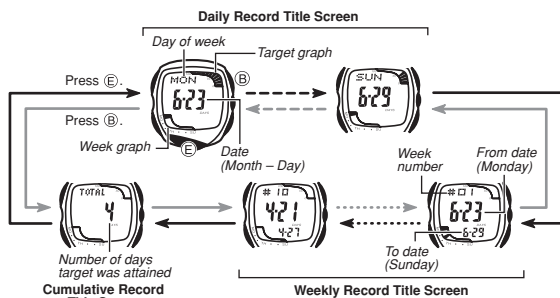 Daily Record Title Screen
Day of week
Target graph
Press Ⓔ.
MON
6-23
DATE
Ⓑ
SUN
6-29
DATE
Press Ⓑ.
Week graph
Ⓔ
Date
(Month – Day)
Week
number
From date
(Monday)
TOTAL
4
#10
4-21
4-27
#01
6-23
6-29
To date
(Sunday)
Number of days
target was attained
Cumulative Record
Weekly Record Title Screen